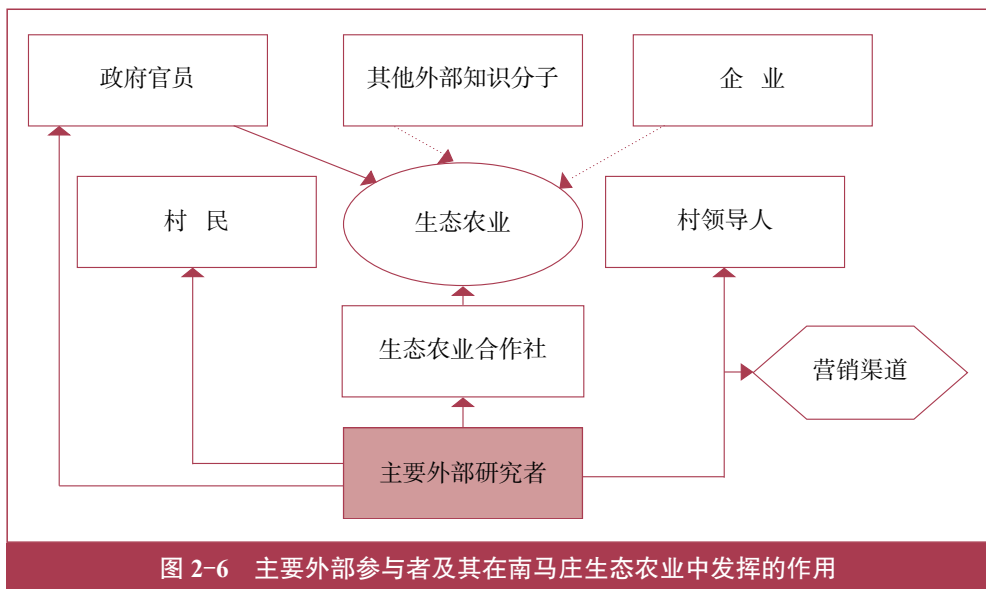 政府官员
其他外部知识分子
企 业
村 民
生态农业
村领导人
生态农业合作社
营销渠道
主要外部研究者
图 2-6 主要外部参与者及其在南马庄生态农业中发挥的作用